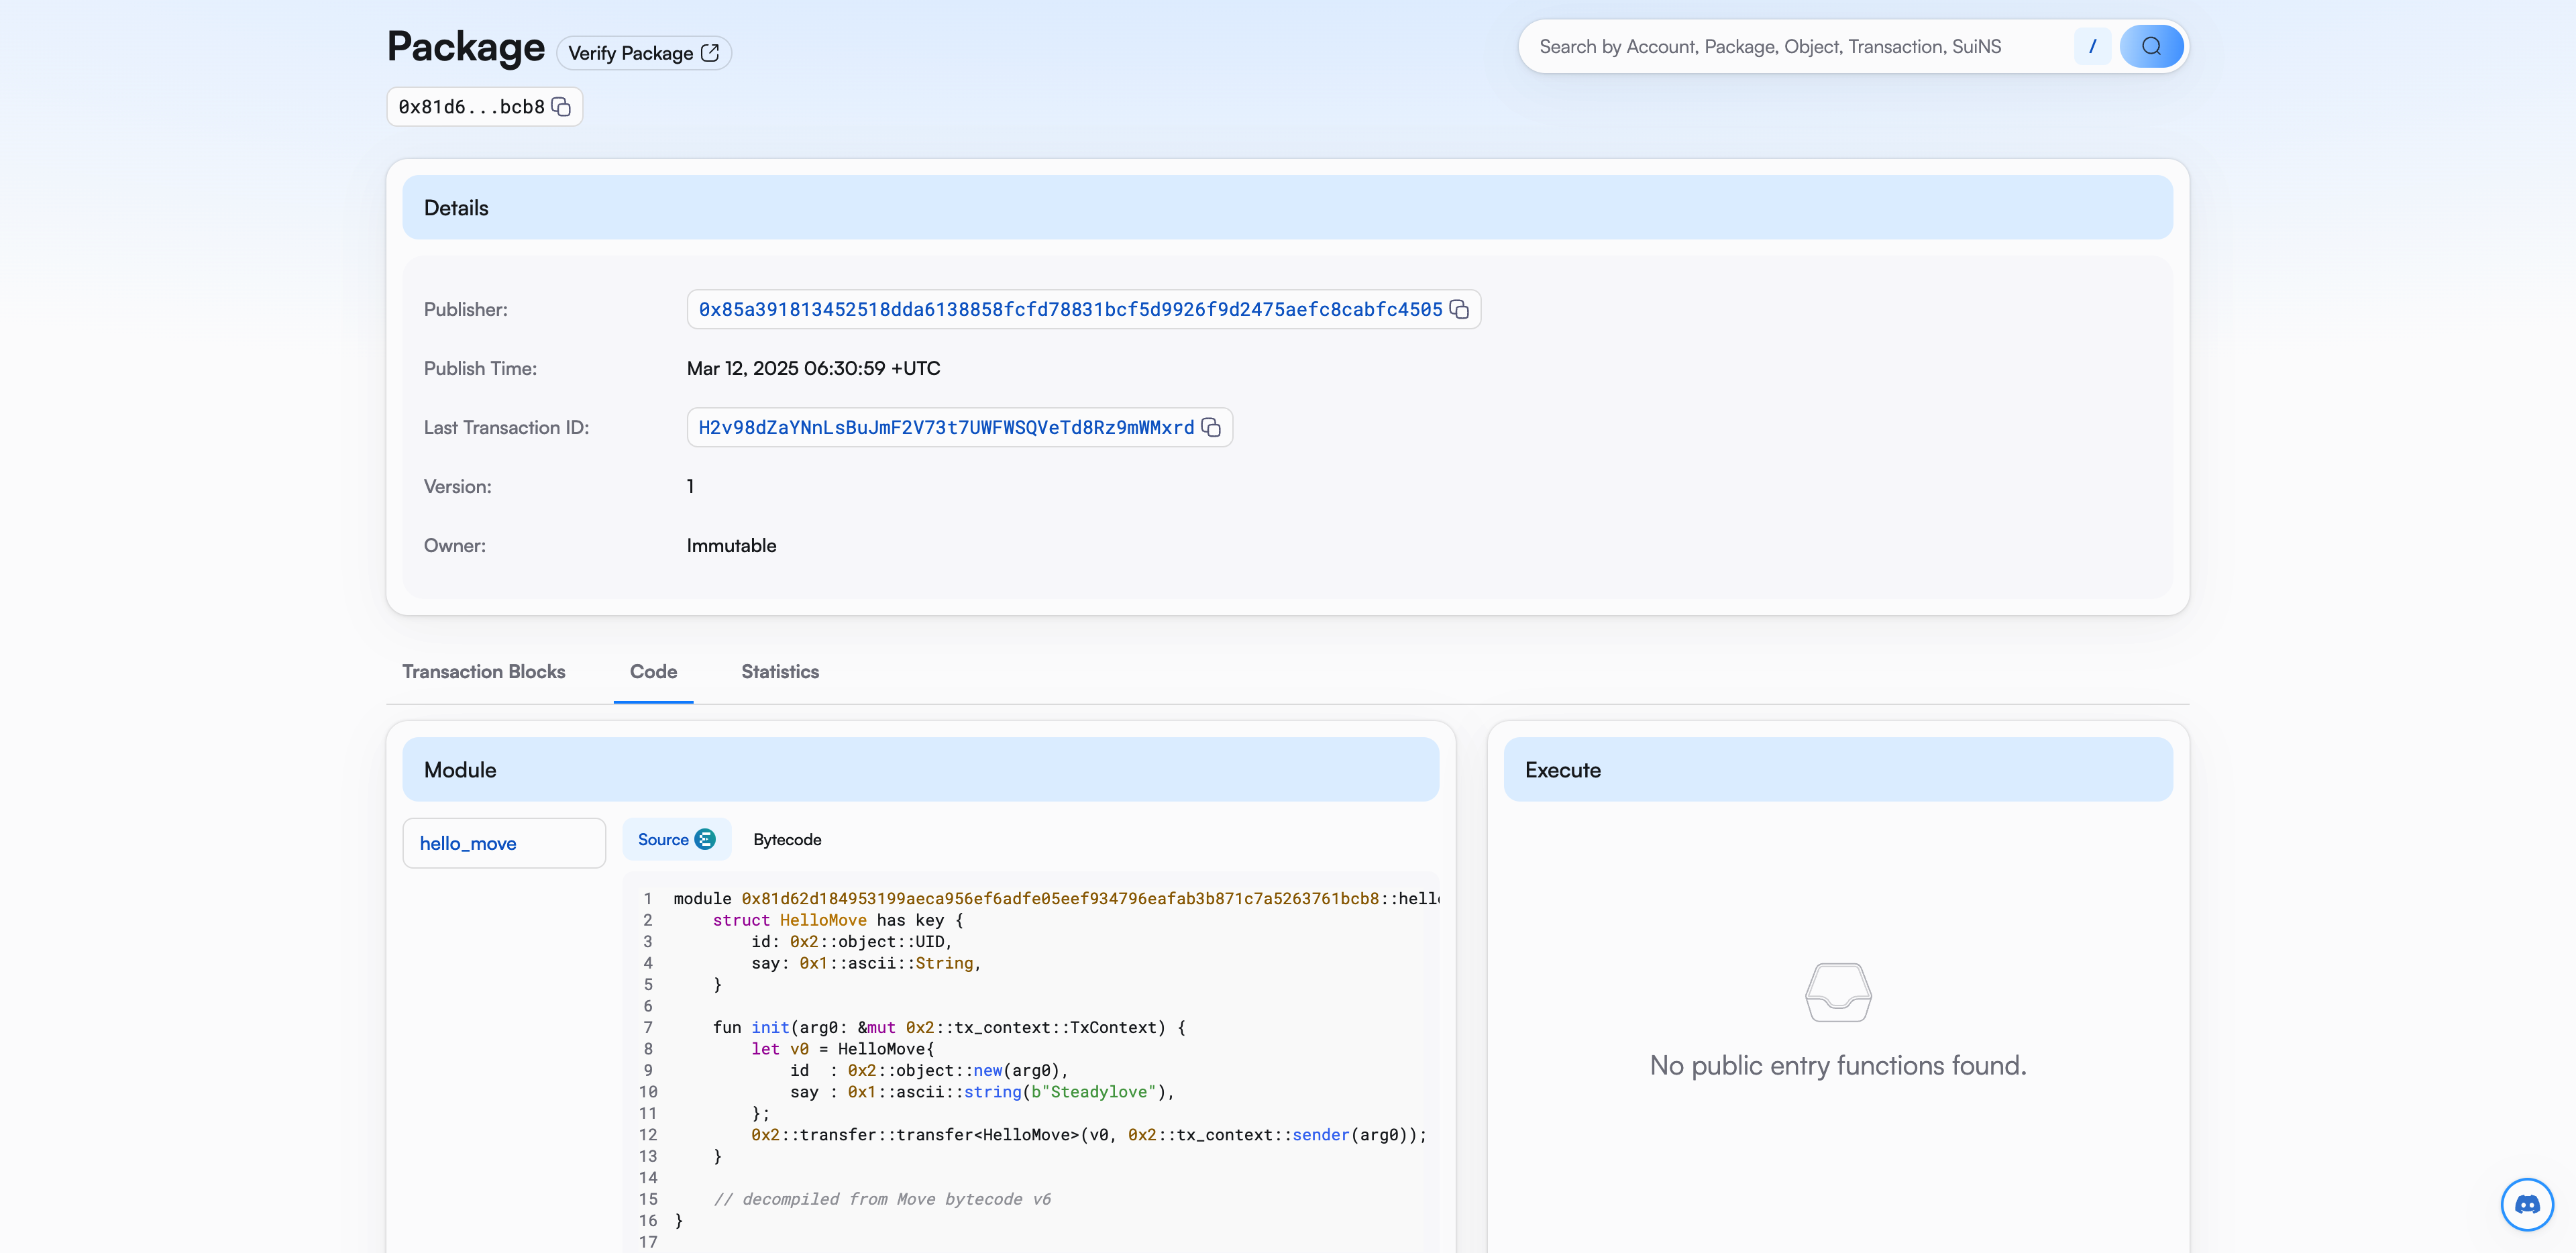 Package
Verify Package
Search by Account, Package, Object, Transaction, SuiNS
/
0x81d6...bcb8
Details
Publisher:
0x85a391813452518dda6138858fcfd78831bcf5d9926f9d2475aefc8cabfc4505
Publish Time:
Mar 12, 2025 06:30:59 +UTC
Last Transaction ID:
H2v98dZaYNnLsBuJmF2V73t7UWFWSQVeTd8Rz9mWMxrd
Version:
1
Owner:
Immutable
Transaction Blocks
Code
Statistics
Module
hello_move
Source
Bytecode
1 module 0x81d62d184953199aeca956ef6adfe05eef934796eafab3b871c7a5263761bcb8::hello
2     struct HelloMove has key {
3         id: 0x2::object::UID,
4         say: 0x1::ascii::String,
5     }
6
7     fun init(arg0: &mut 0x2::tx_context::TxContext) {
8         let v0 = HelloMove{
9             id  : 0x2::object::new(arg0),
10             say : 0x1::ascii::string(b"Steadylove"),
11         };
12         0x2::transfer::transfer<HelloMove>(v0, 0x2::tx_context::sender(arg0));
13     }
14
15     // decompiled from Move bytecode v6
16 }
17
Execute
No public entry functions found.